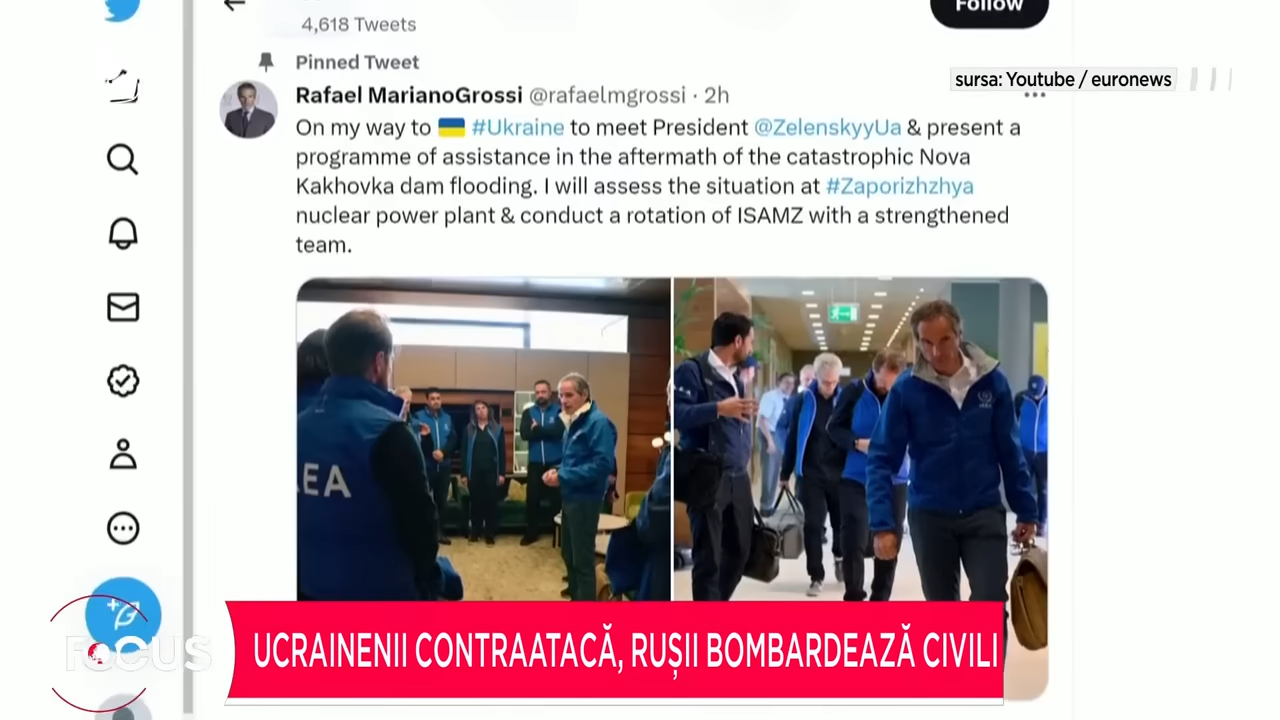 4,618 Tweets
Follow
sursa: Youtube / euronews
Pinned Tweet
Rafael MarianoGrossi @rafaelmgrossi · 2h
On my way to #Ukraine to meet President @ZelenskyyUa & present a
programme of assistance in the aftermath of the catastrophic Nova
Kakhovka dam flooding. I will assess the situation at #Zaporizhzhya
nuclear power plant & conduct a rotation of ISAMZ with a strengthened
team.
EA
FOCUS
UCRAINENII CONTRAATACĂ, RUȘII BOMBARDEAZĂ CIVILI